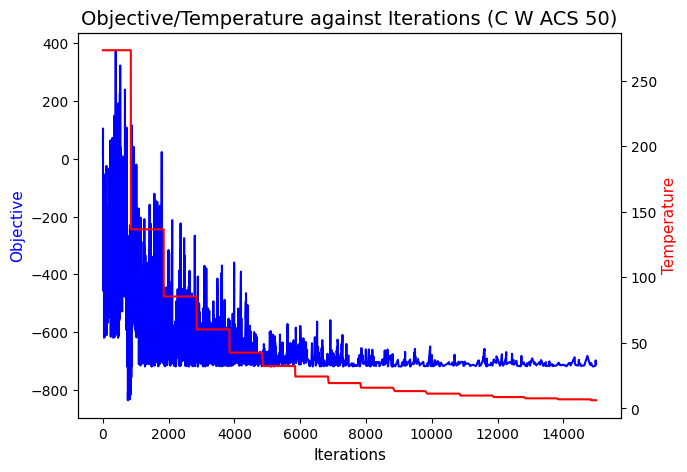 Objective/Temperature against Iterations (C W ACS 50)
400
200
0
−200
−400
−600
−800
Objective
250
200
150
100
50
0
Temperature
0 2000 4000 6000 8000 10000 12000 14000
Iterations